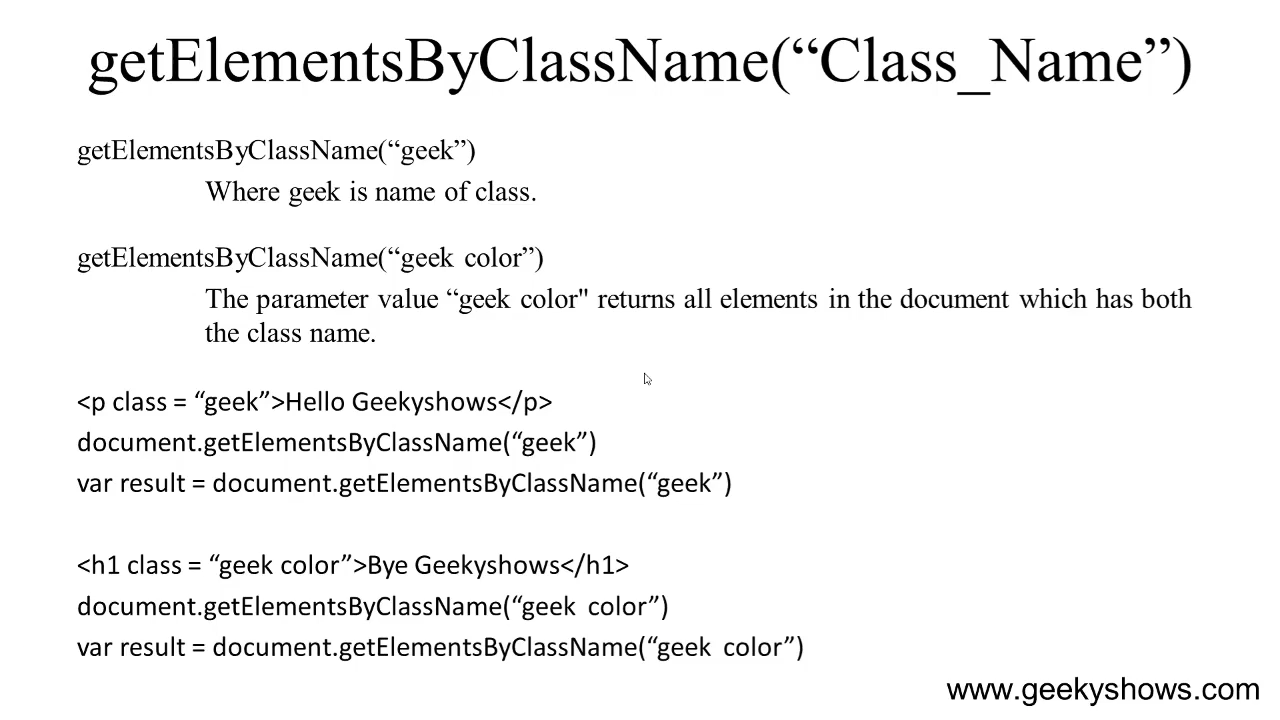 getElementsByClassName(“Class_Name”)
getElementsByClassName(“geek”)
Where geek is name of class.
getElementsByClassName(“geek color”)
The parameter value “geek color" returns all elements in the document which has both
the class name.
<p class = “geek”>Hello Geekyshows</p>
document.getElementsByClassName(“geek”)
var result = document.getElementsByClassName(“geek”)
<h1 class = “geek color”>Bye Geekyshows</h1>
document.getElementsByClassName(“geek  color”)
var result = document.getElementsByClassName(“geek  color”)
www.geekyshows.com